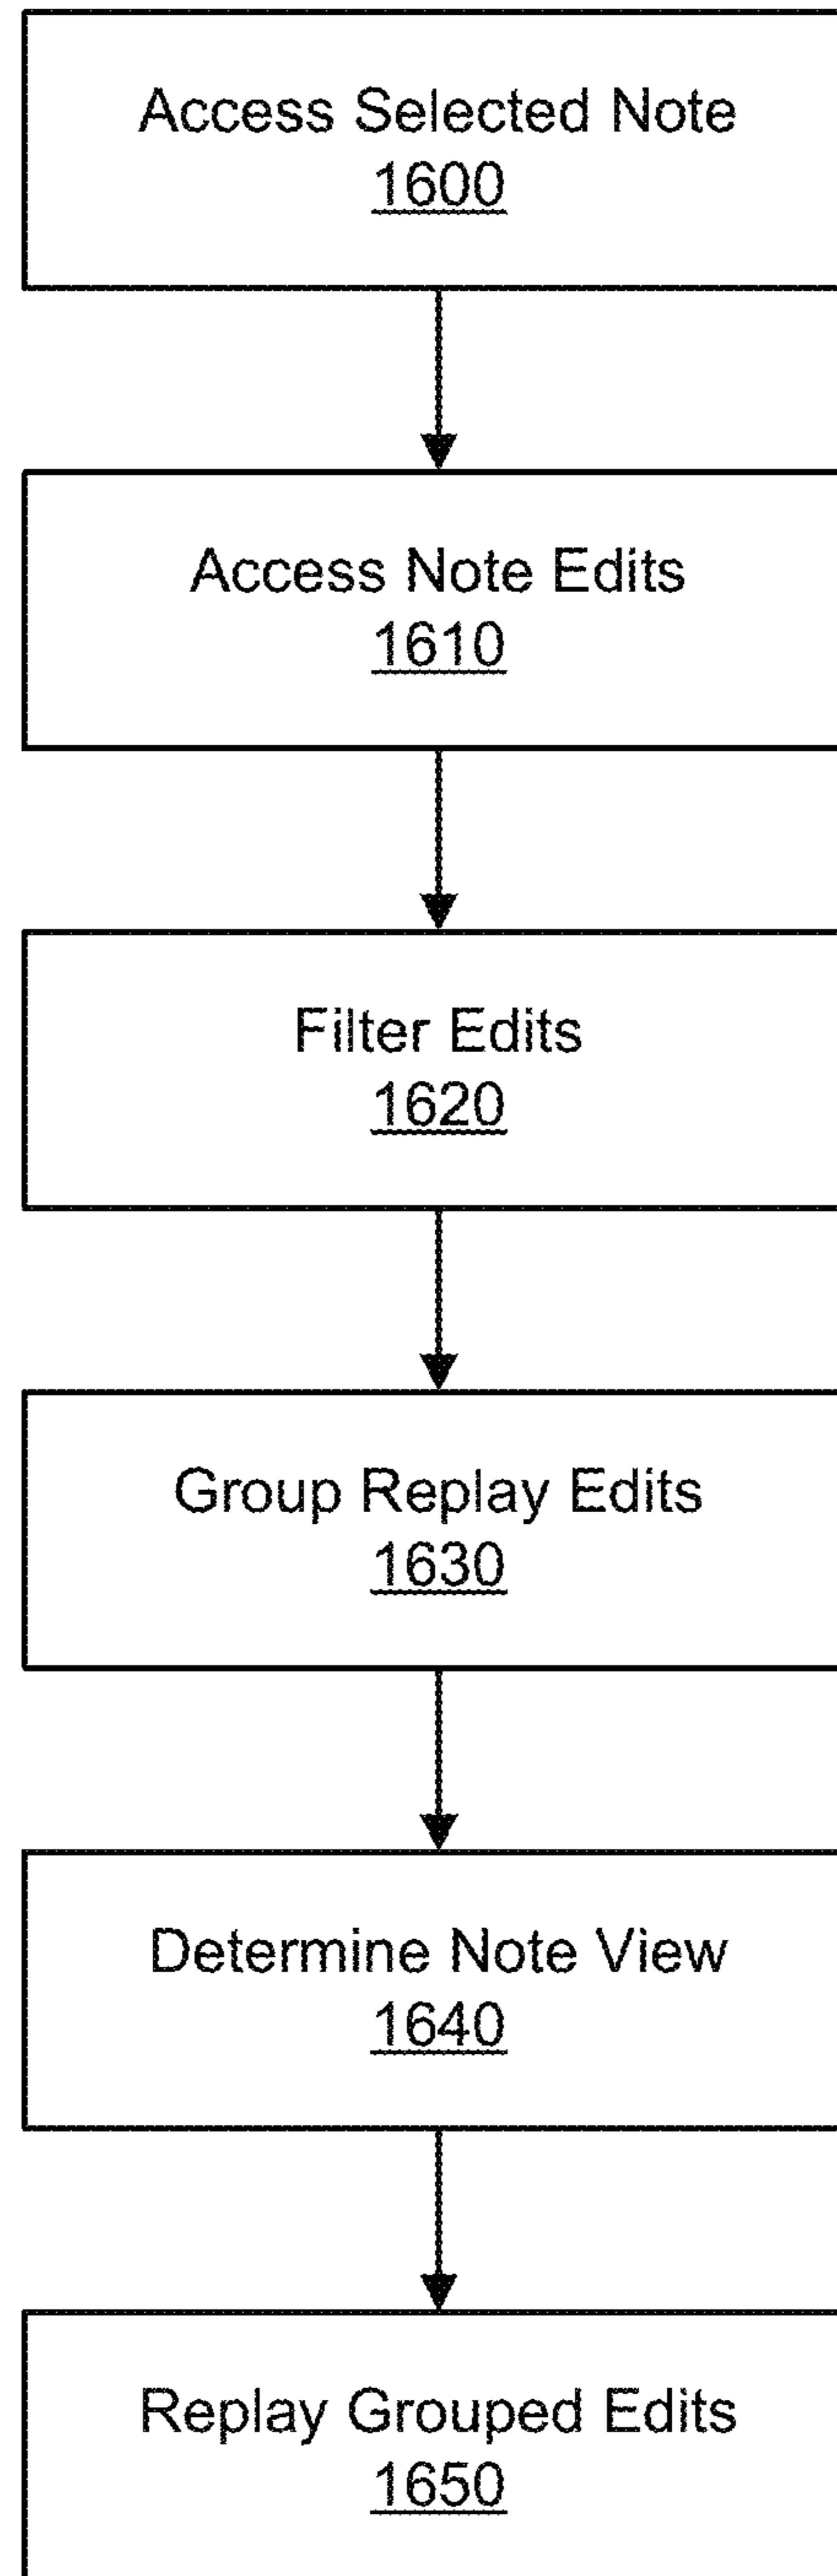 Access Selected Note
1600
Access Note Edits
1610
Filter Edits
1620
Group Replay Edits
1630
Determine Note View
1640
Replay Grouped Edits
1650